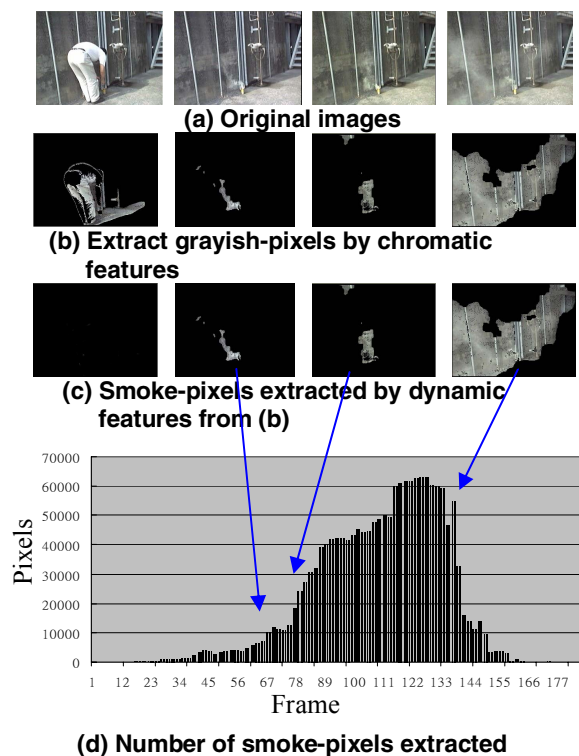 (a) Original images
(b) Extract grayish-pixels by chromatic
features
(c) Smoke-pixels extracted by dynamic
features from (b)
70000
60000
50000
40000
30000
20000
10000
0
Pixels
1 12 23 34 45 56 67 78 89 100 111 122 133 144 155 166 177
Frame
(d) Number of smoke-pixels extracted